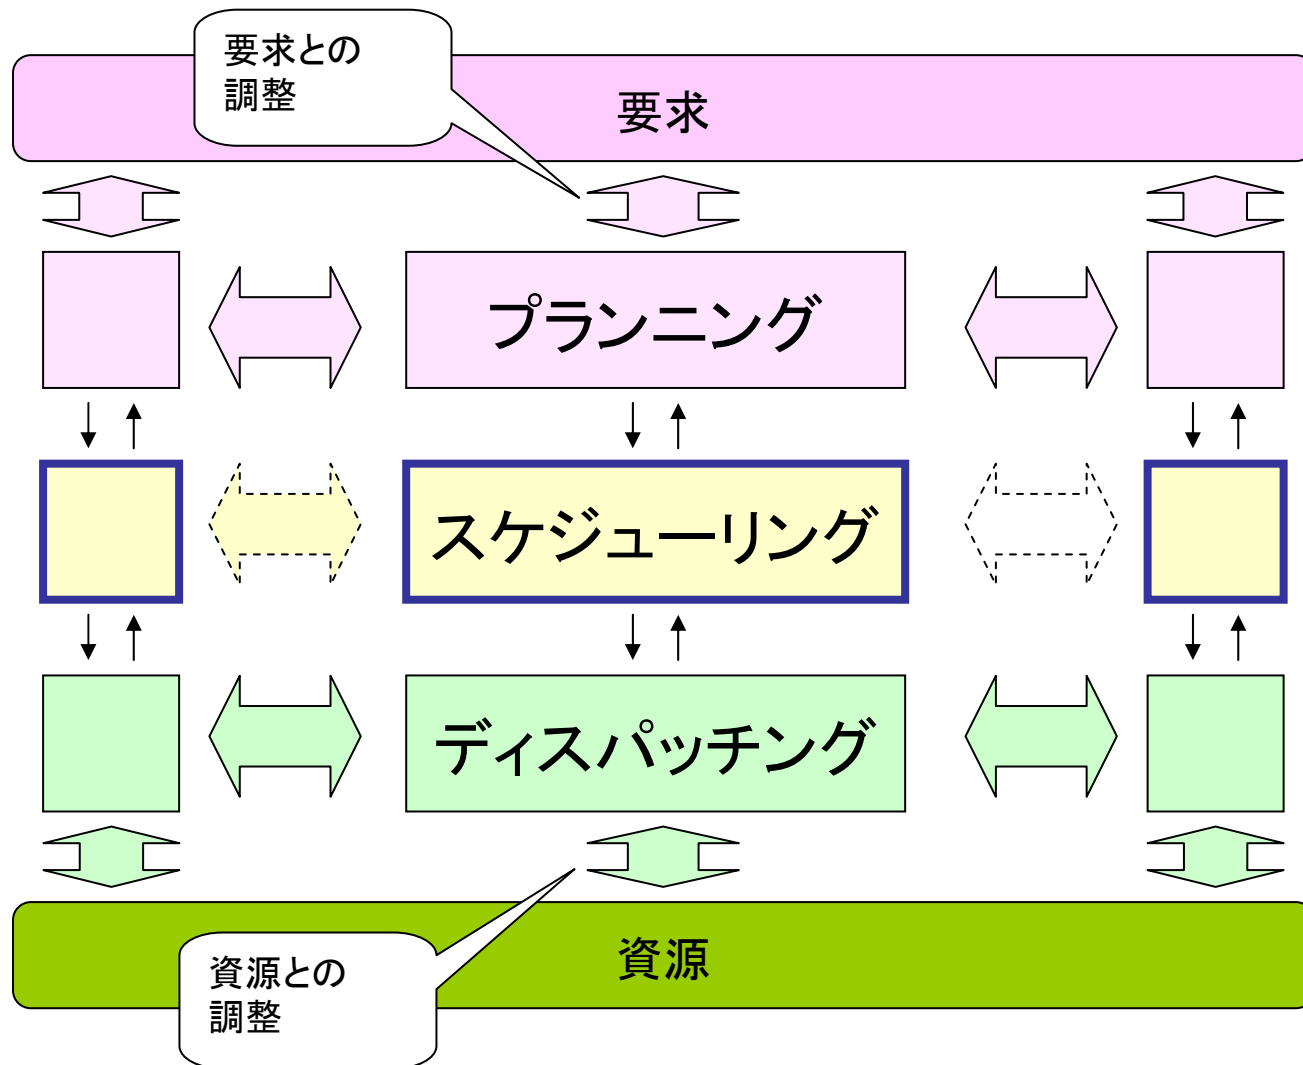 要求との
調整
要求
プランニング
スケジューリング
ディスパッチング
資源
資源との
調整